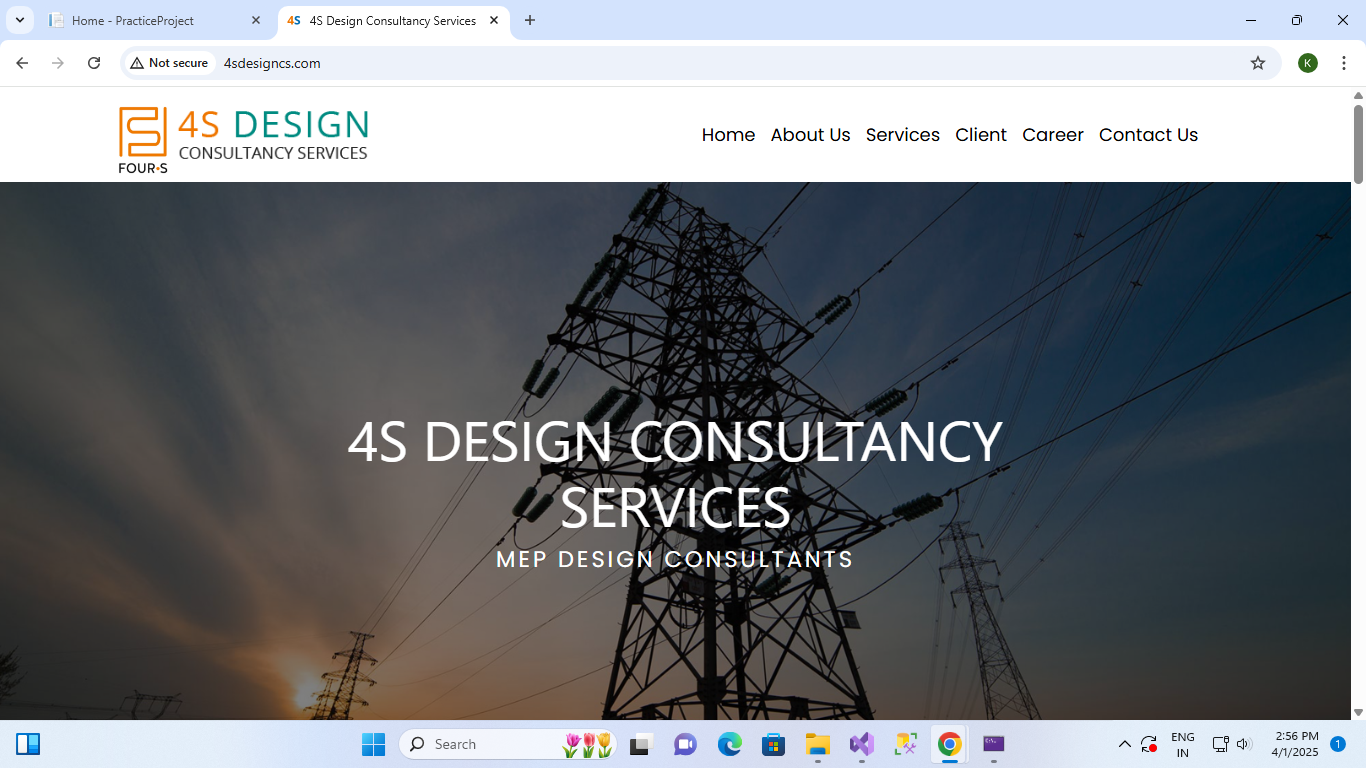 Home - PracticeProject
4S 4S Design Consultancy Services
Not secure 4sdesigncs.com
K
4S DESIGN
CONSULTANCY SERVICES
FOUR·S
Home About Us Services Client Career Contact Us
4S DESIGN CONSULTANCY
SERVICES
MEP DESIGN CONSULTANTS
Search
ENG
IN
2:56 PM
4/1/2025
1